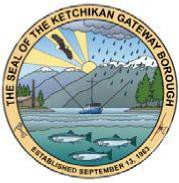 THE SEAL OF THE KETCHIKAN GATEWAY BOROUGH
ESTABLISHED SEPTEMBER 13, 1963